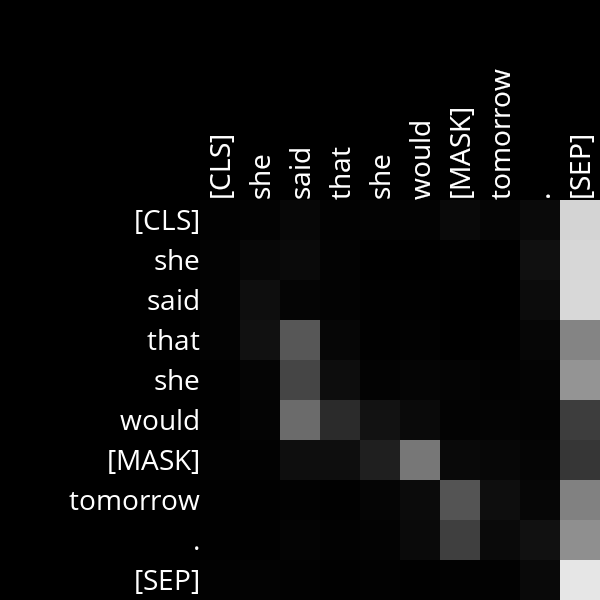 [CLS] she said that she would [MASK] tomorrow . [SEP]
[CLS]
she
said
that
she
would
[MASK]
tomorrow
.
[SEP]